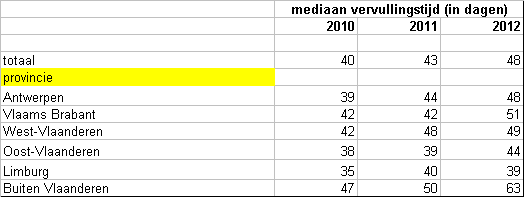 mediaan vervullingstijd (in dagen)
2010 2011 2012
totaal 40 43 48
provincie
Antwerpen 39 44 48
Vlaams Brabant 42 42 51
West-Vlaanderen 42 48 49
Oost-Vlaanderen 38 39 44
Limburg 35 40 39
Buiten Vlaanderen 47 50 63